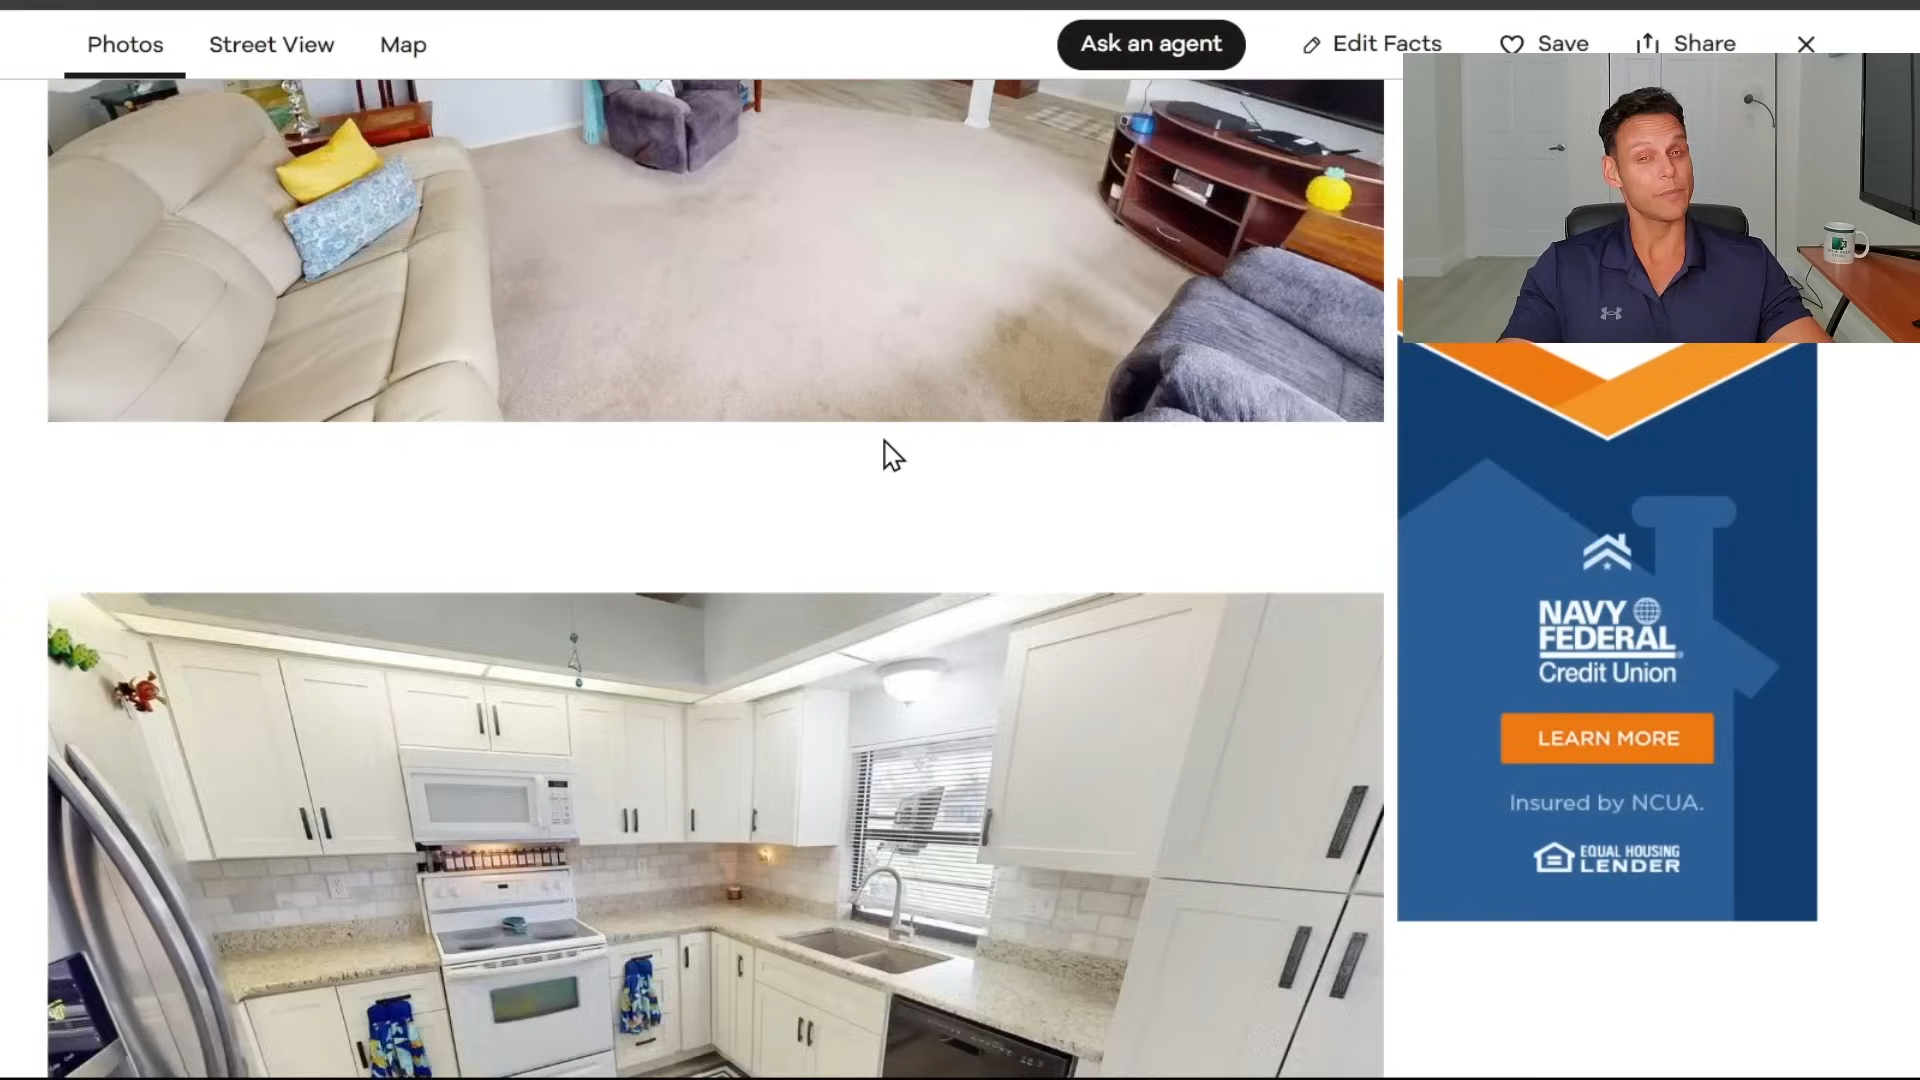 Photos Street View Map Ask an agent Edit Facts Save Share
NAVY
FEDERAL
Credit Union
LEARN MORE
Insured by NCUA.
EQUAL HOUSING
LENDER